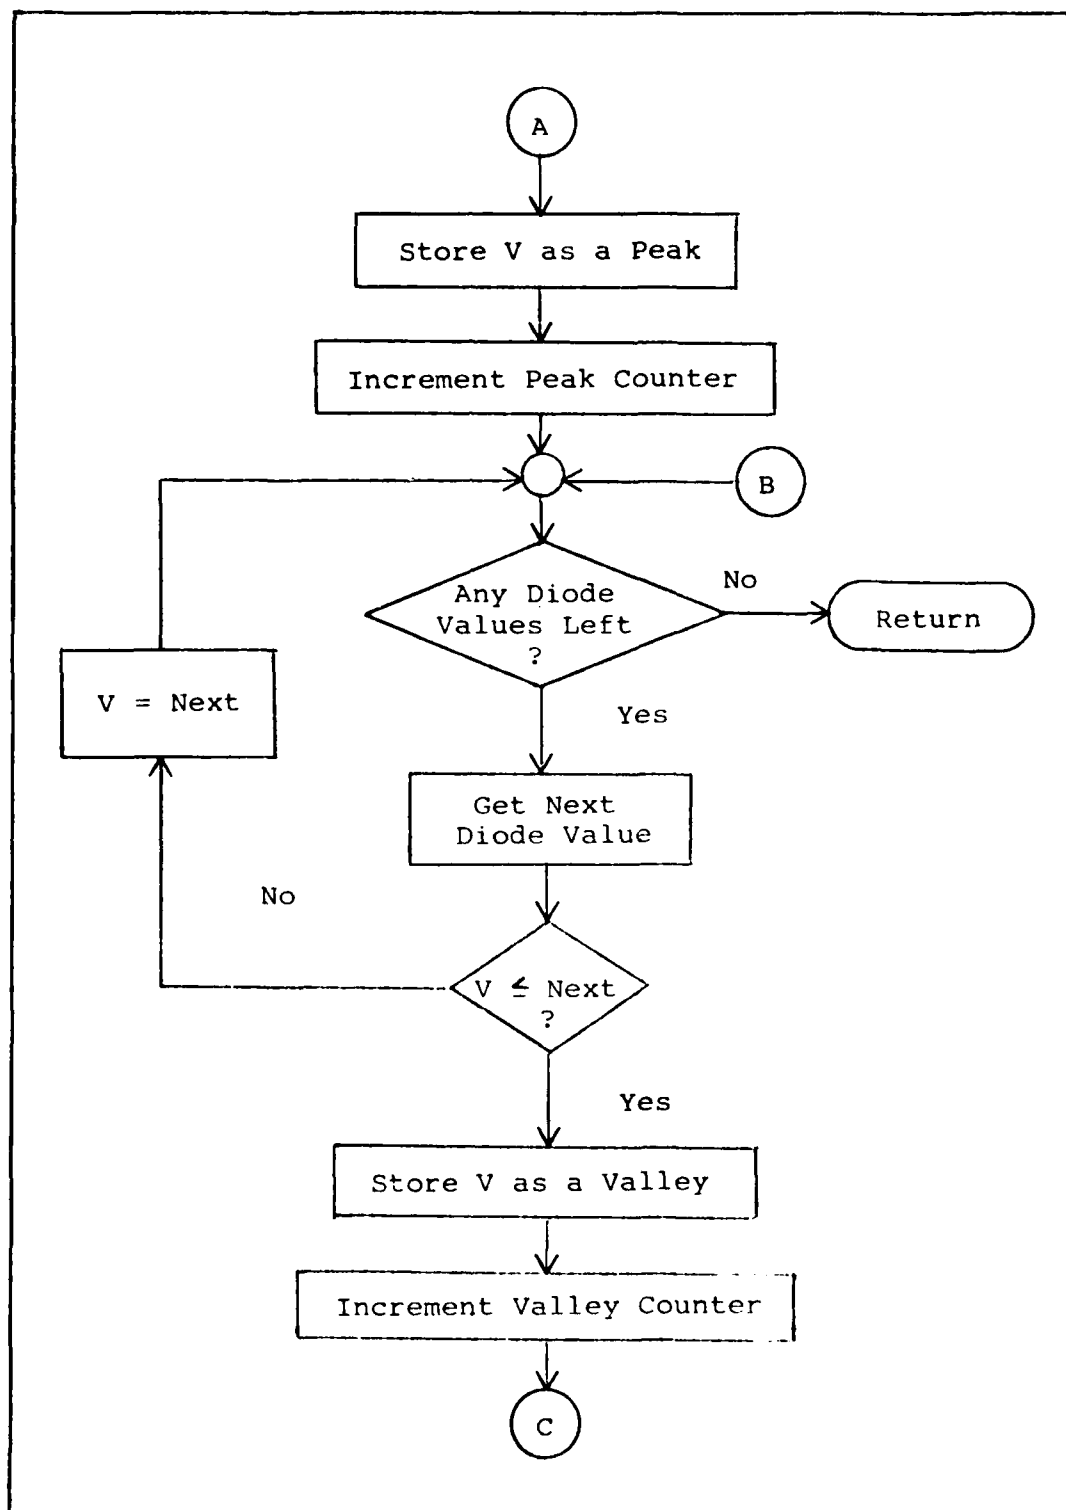 A
Store V as a Peak
Increment Peak Counter
B
Any Diode
Values Left
?
No
Return
V = Next
Yes
Get Next
Diode Value
No
V ≤ Next
?
Yes
Store V as a Valley
Increment Valley Counter
C